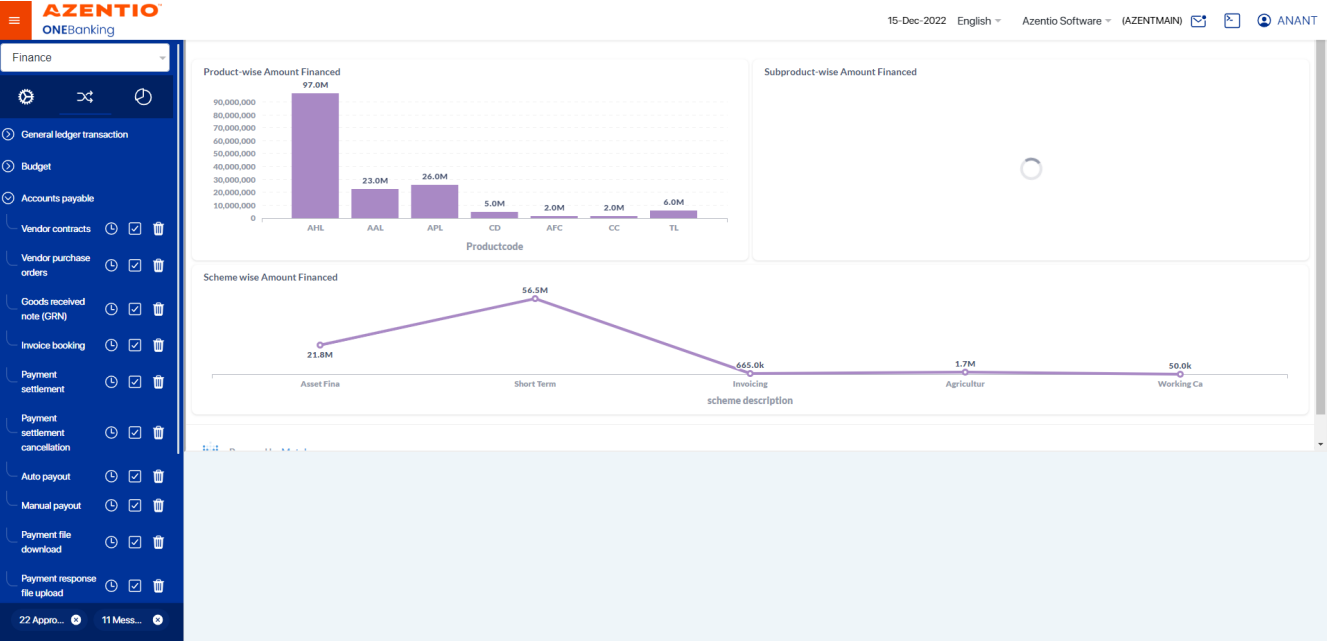 AZENTIO
ONEBanking
15-Dec-2022 English Azentio Software (AZENTMAIN) ANANT
Finance
General ledger transaction
Budget
Accounts payable
Vendor contracts
Vendor purchase
orders
Goods received
note (GRN)
Invoice booking
Payment
settlement
Payment
settlement
cancellation
Auto payout
Manual payout
Payment file
download
Payment response
file upload
22 Appro...
11 Mess...
Product-wise Amount Financed
97.0M
90,000,000
80,000,000
70,000,000
60,000,000
50,000,000
40,000,000
30,000,000
20,000,000
10,000,000
0
23.0M
26.0M
5.0M
2.0M
2.0M
6.0M
AHL AAL APL CD AFC CC TL
Productcode
Subproduct-wise Amount Financed
Scheme wise Amount Financed
56.5M
21.8M
665.0k
1.7M
50.0k
Asset Fina Short Term Invoicing Agricultur Working Ca
scheme description